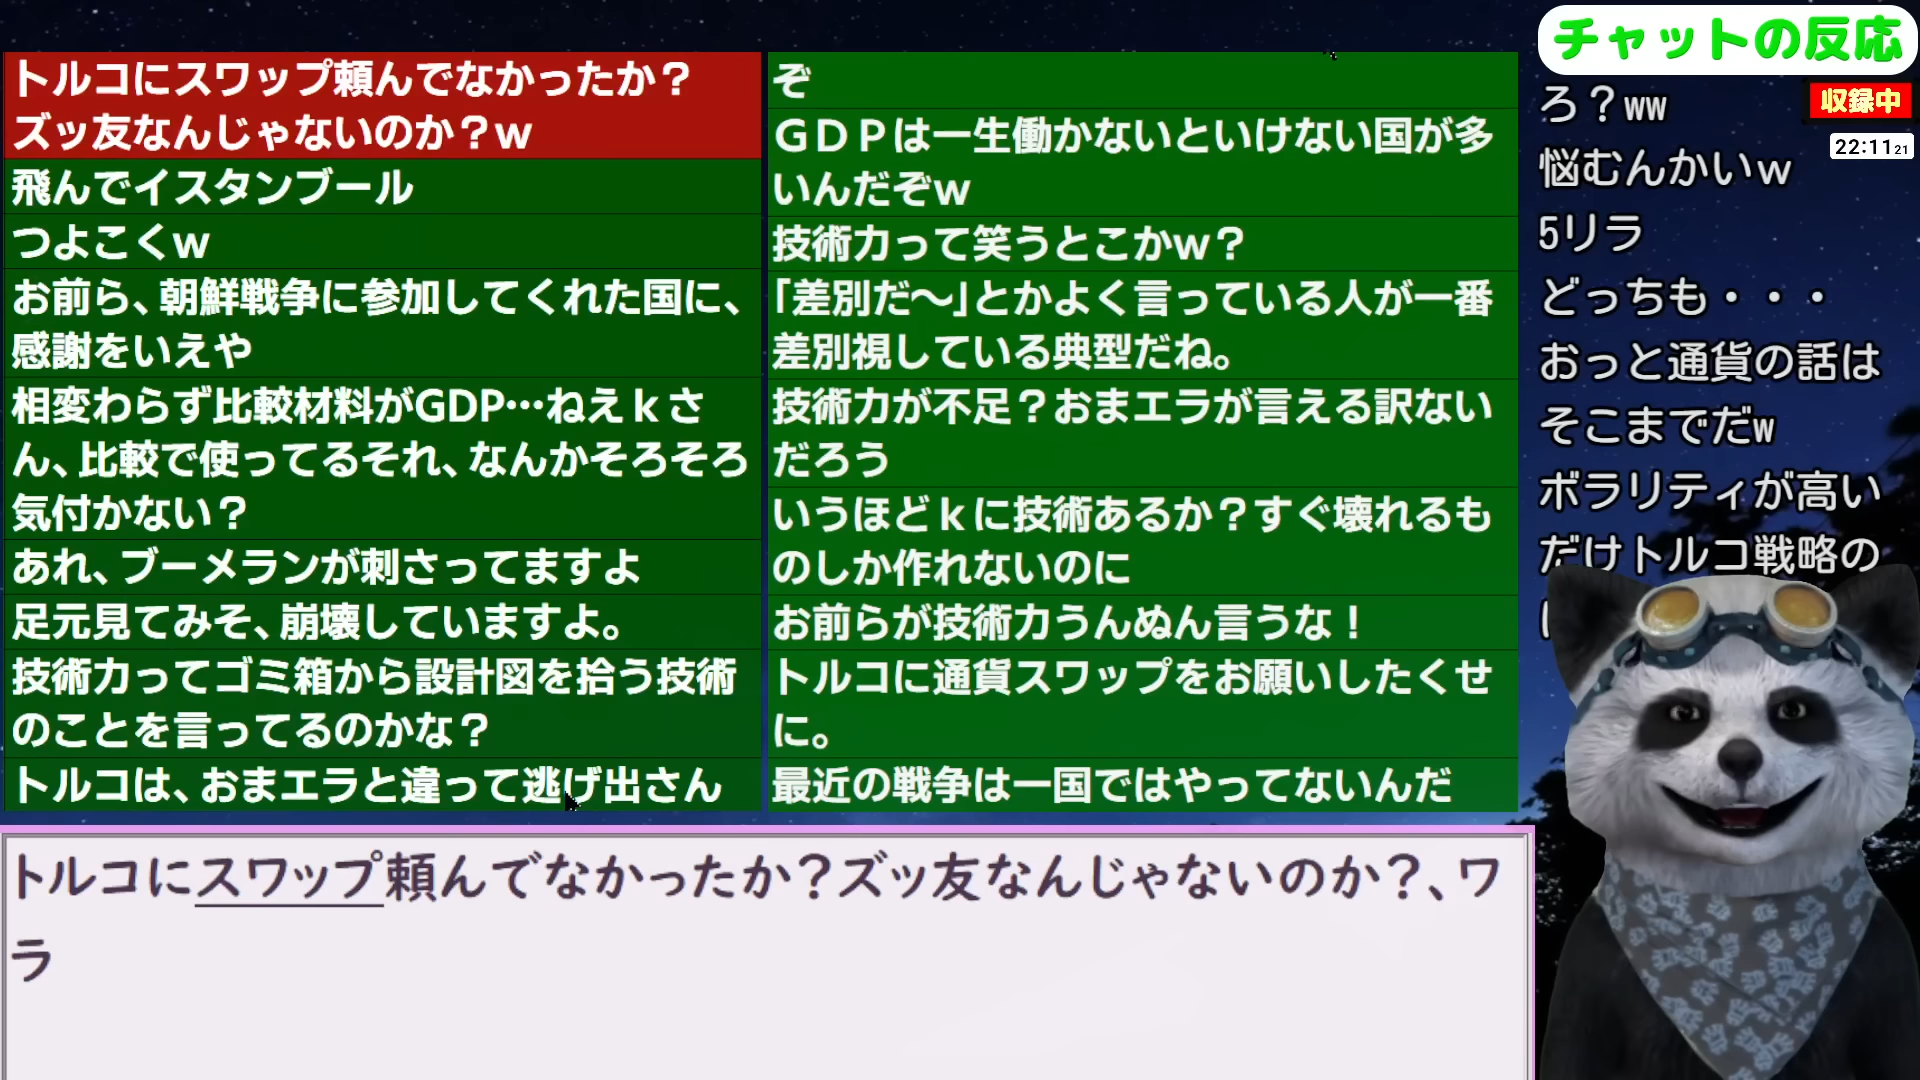 トルコにスワップ頼んでなかったか？
ズッ友なんじゃないのか？ｗ
飛んでイスタンブール
つよこくｗ
お前ら、朝鮮戦争に参加してくれた国に、
感謝をいえや
相変わらず比較材料がGDP…ねえｋさ
ん、比較で使ってるそれ、なんかそろそろ
気付かない？
あれ、ブーメランが刺さってますよ
足元見てみそ、崩壊していますよ。
技術力ってゴミ箱から設計図を拾う技術
のことを言ってるのかな？
トルコは、おまエラと違って逃げ出さん
ぞ
ＧＤＰは一生働かないといけない国が多
いんだぞｗ
技術力って笑うとこかｗ？
「差別だ～」とかよく言っている人が一番
差別視している典型だね。
技術力が不足？おまエラが言える訳ない
だろう
いうほどｋに技術あるか？すぐ壊れるも
のしか作れないのに
お前らが技術力うんぬん言うな！
トルコに通貨スワップをお願いしたくせ
に。
最近の戦争は一国ではやってないんだ
チャットの反応
収録中
22:11 21
ろ？ww
悩むんかいｗ
5リラ
どっちも・・・
おっと通貨の話は
そこまでだw
ボラリティが高い
だけトルコ戦略の
トルコにスワップ頼んでなかったか？ズッ友なんじゃないのか？、ワ
ラ